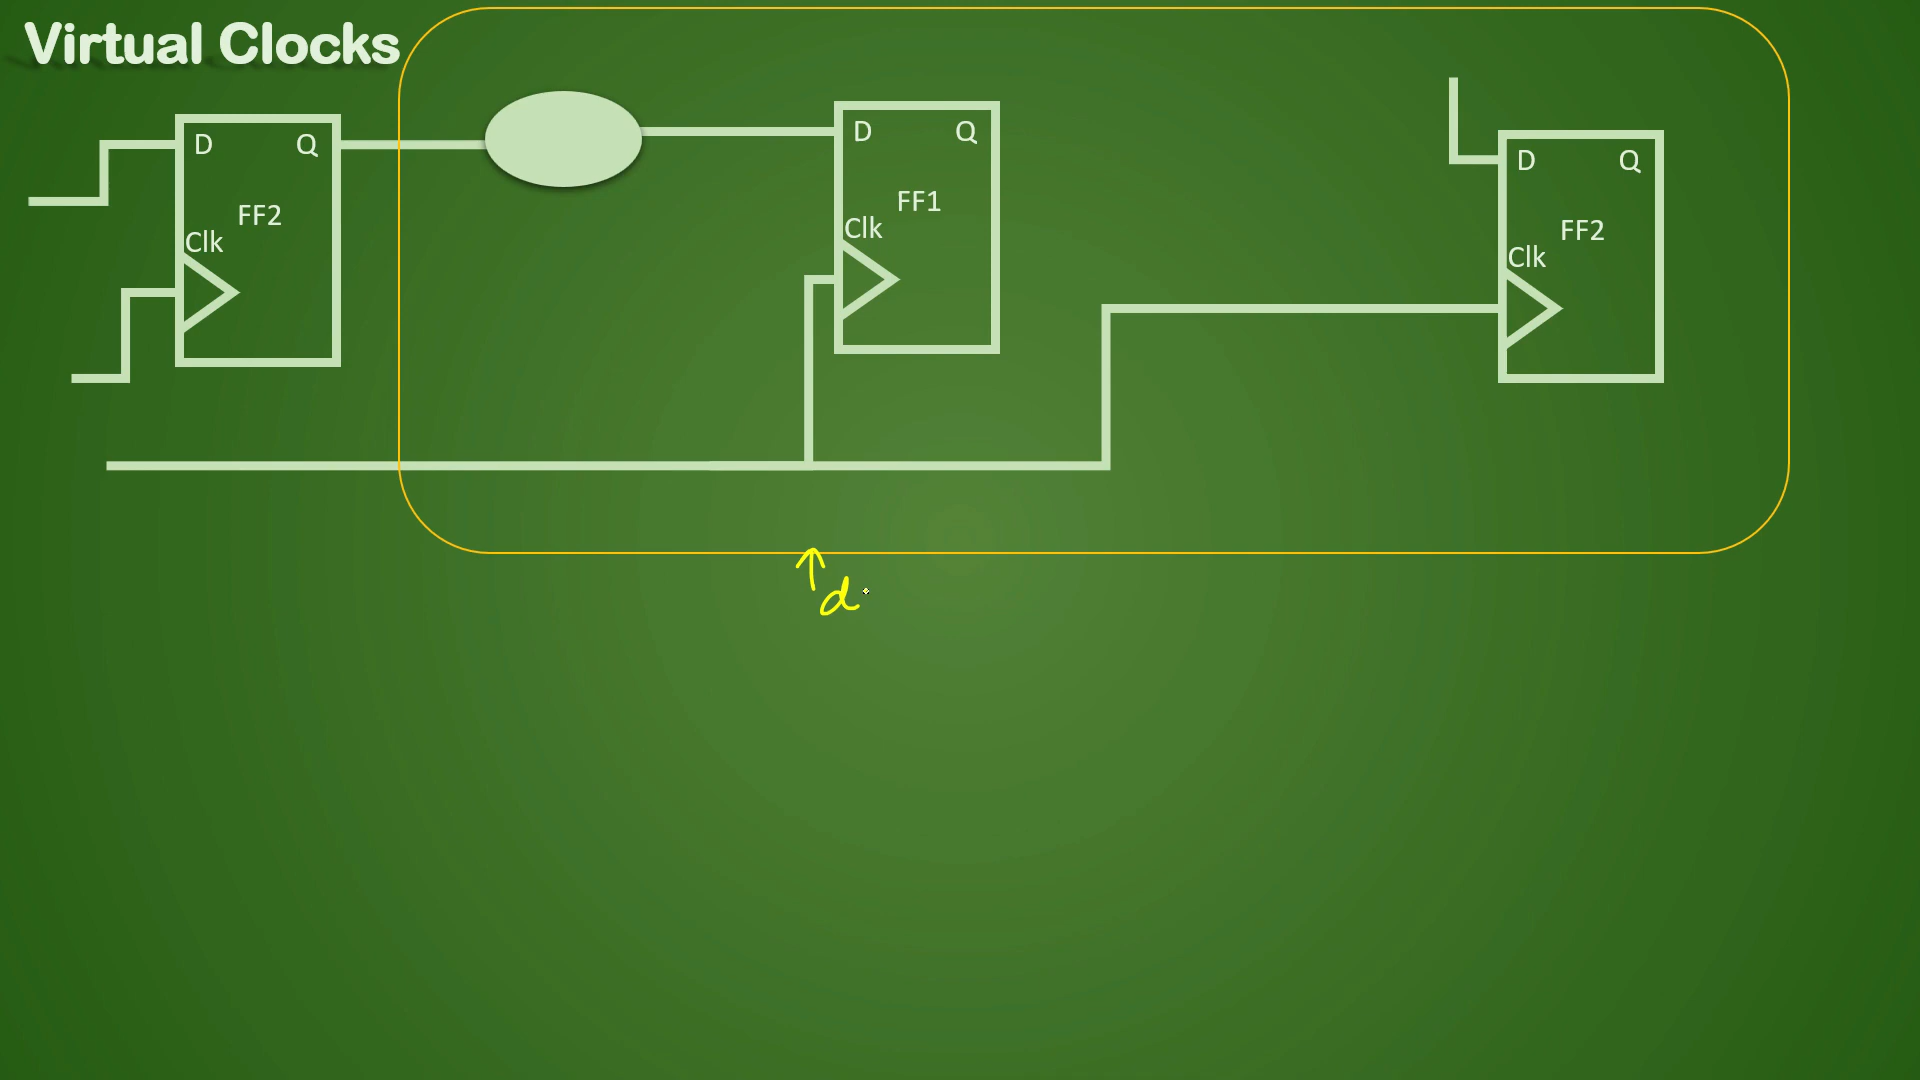 Virtual Clocks
D Q
FF2
Clk
D Q
FF1
Clk
D Q
FF2
Clk
d